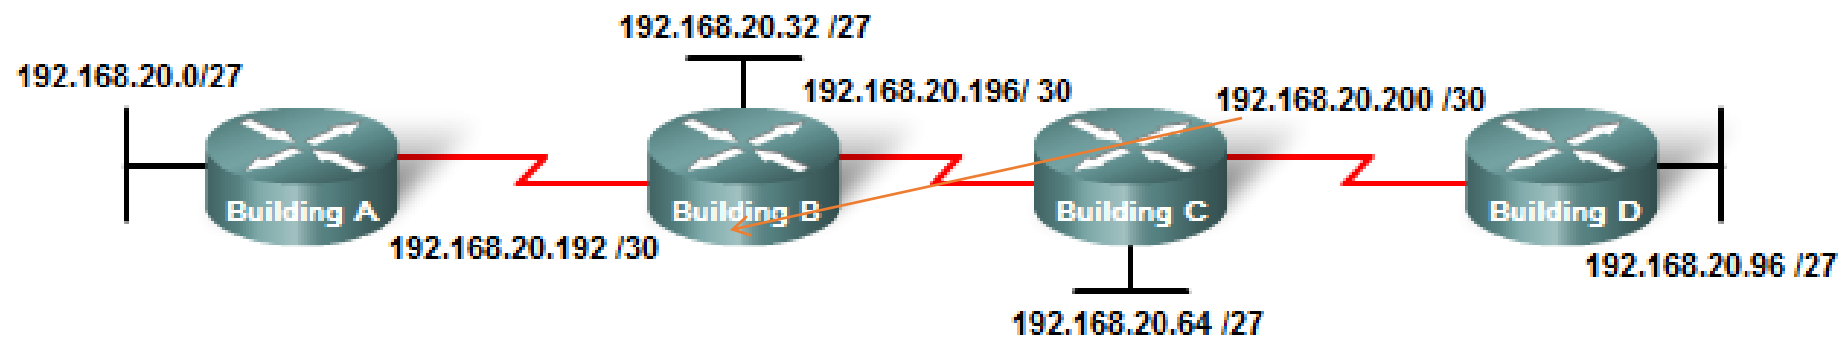 192.168.20.32 /27
192.168.20.0/27
192.168.20.196/ 30
192.168.20.200 /30
Building A
Building B
Building C
Building D
192.168.20.192 /30
192.168.20.96 /27
192.168.20.64 /27